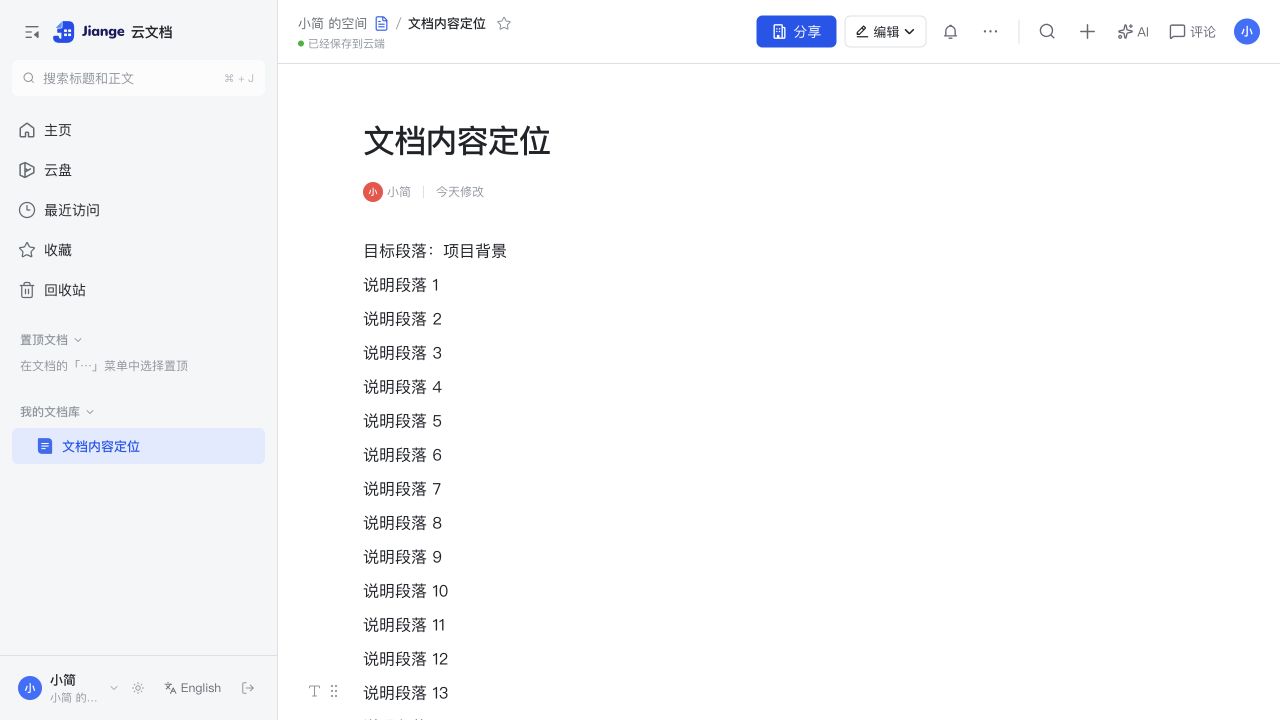 Jiange 云文档
搜索标题和正文 ⌘ + J
主页
云盘
最近访问
收藏
回收站
置顶文档
在文档的「⋯」菜单中选择置顶
我的文档库
文档内容定位
小 小简
小简 的...
English
小简 的空间 / 文档内容定位
已经保存到云端
分享
编辑
AI
评论
小
文档内容定位
小 小简 今天修改
目标段落：项目背景
说明段落 1
说明段落 2
说明段落 3
说明段落 4
说明段落 5
说明段落 6
说明段落 7
说明段落 8
说明段落 9
说明段落 10
说明段落 11
说明段落 12
说明段落 13